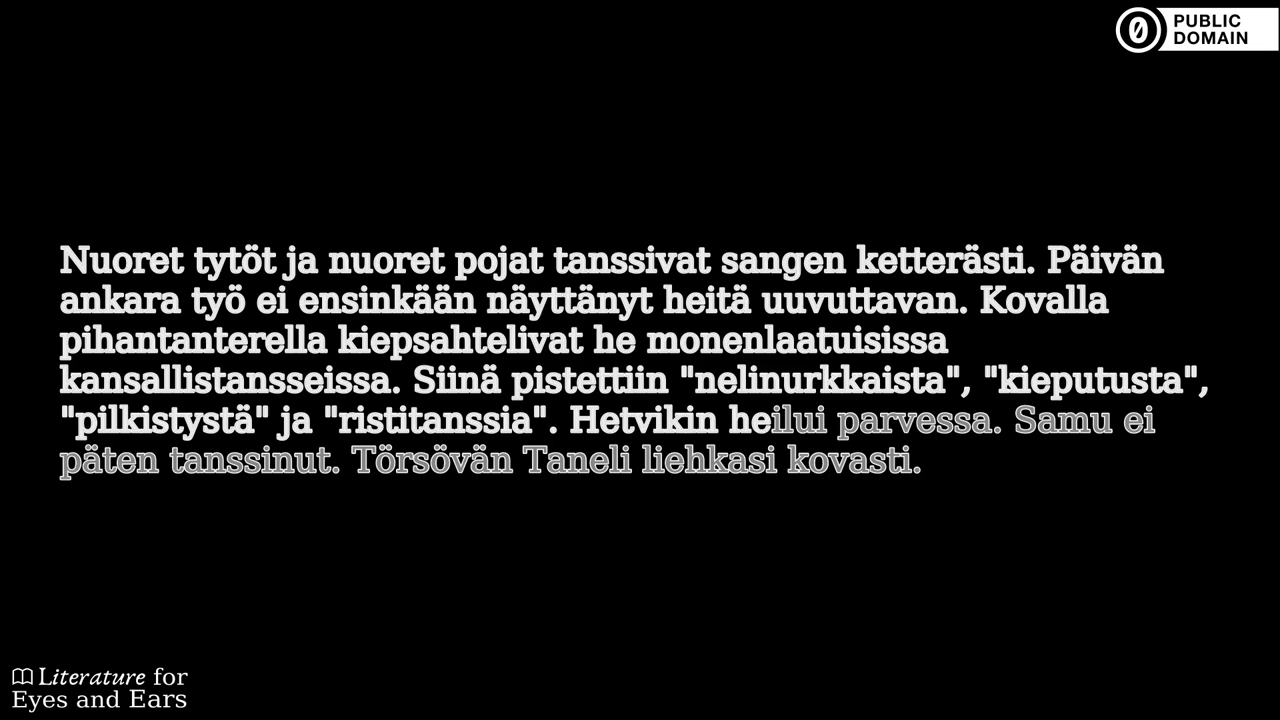 PUBLIC
DOMAIN
Nuoret tytöt ja nuoret pojat tanssivat sangen ketterästi. Päivän
ankara työ ei ensinkään näyttänyt heitä uuvuttavan. Kovalla
pihantanterella kiepsahtelivat he monenlaatuisissa
kansallistansseissa. Siinä pistettiin "nelinurkkaista", "kieputusta",
"pilkistystä" ja "ristitanssia". Hetvikin heilui parvessa. Samu ei
päten tanssinut. Törsövän Taneli liehkasi kovasti.
Literature for
Eyes and Ears